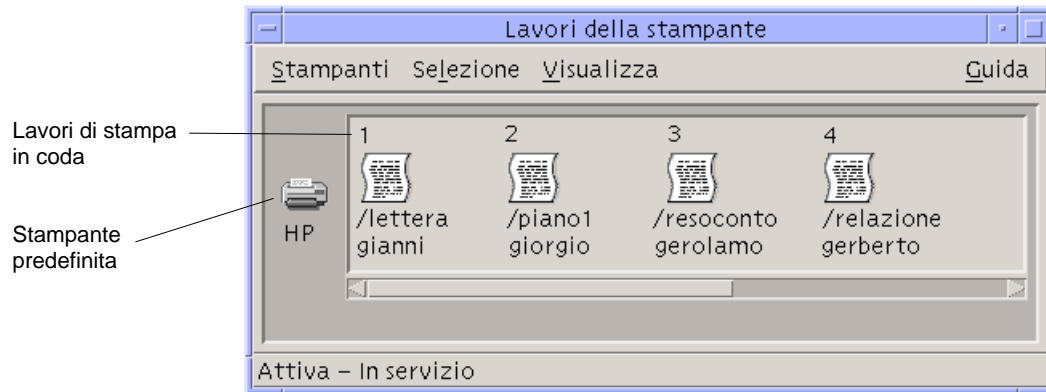 Lavori della stampante
Stampanti Selezione Visualizza Guida
Lavori di stampa
in coda
Stampante
predefinita
HP
1 2 3 4
/lettera /piano1 /resoconto /relazione
gianni giorgio gerolamo gerberto
Attiva – In servizio